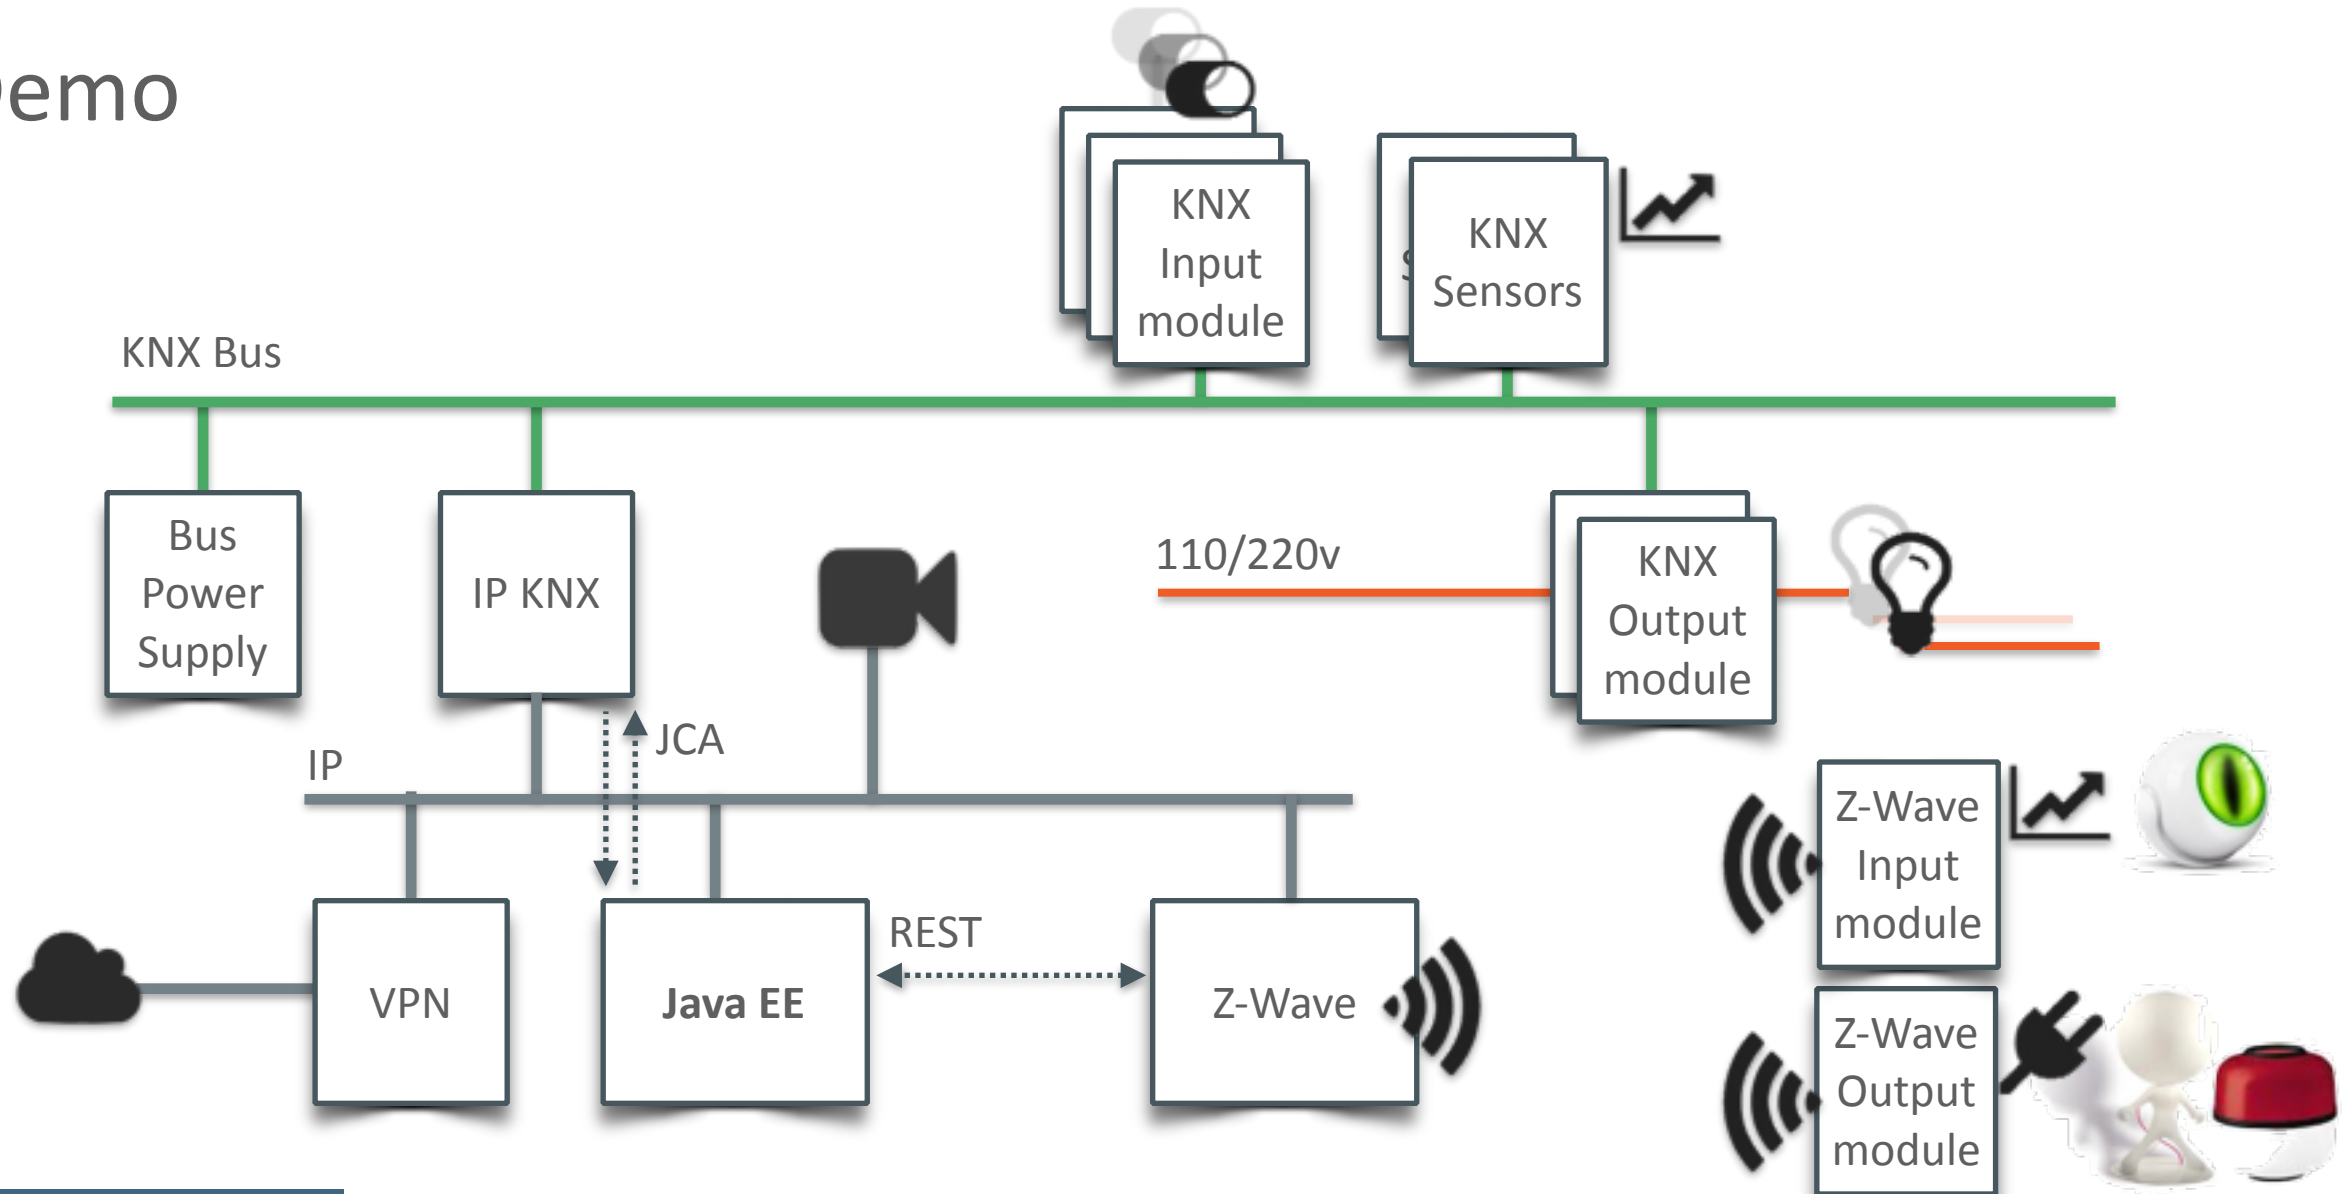 emo
KNX
Input
module
KNX
Sensors
KNX Bus
Bus
Power
Supply
IP KNX
110/220v
KNX
Output
module
JCA
IP
Z-Wave
Input
module
REST
VPN
Java EE
Z-Wave
Z-Wave
Output
module